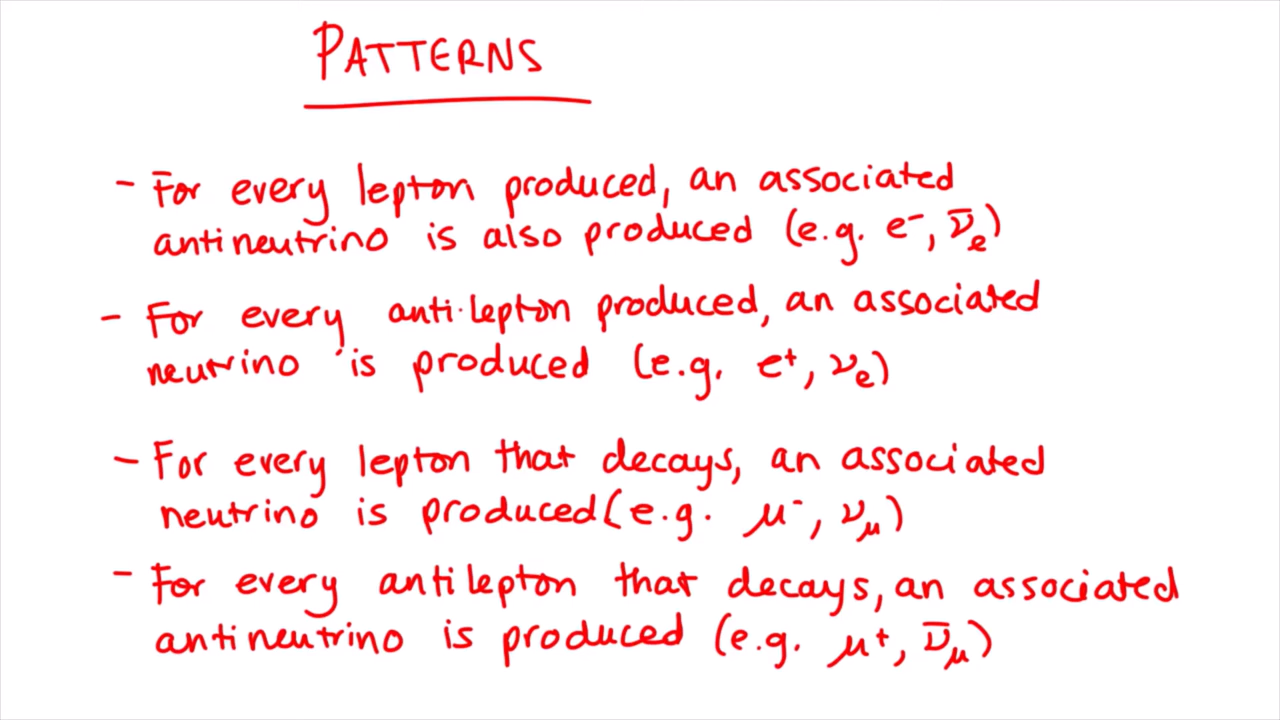 PATTERNS
- For every lepton produced, an associated
antineutrino is also produced (e.g. e⁻, ν̅ₑ)
- For every anti-lepton produced, an associated
neutrino is produced (e.g. e⁺, νₑ)
- For every lepton that decays, an associated
neutrino is produced (e.g. μ⁻, ν_μ)
- For every antilepton that decays, an associated
antineutrino is produced (e.g. μ⁺, ν̅_μ)